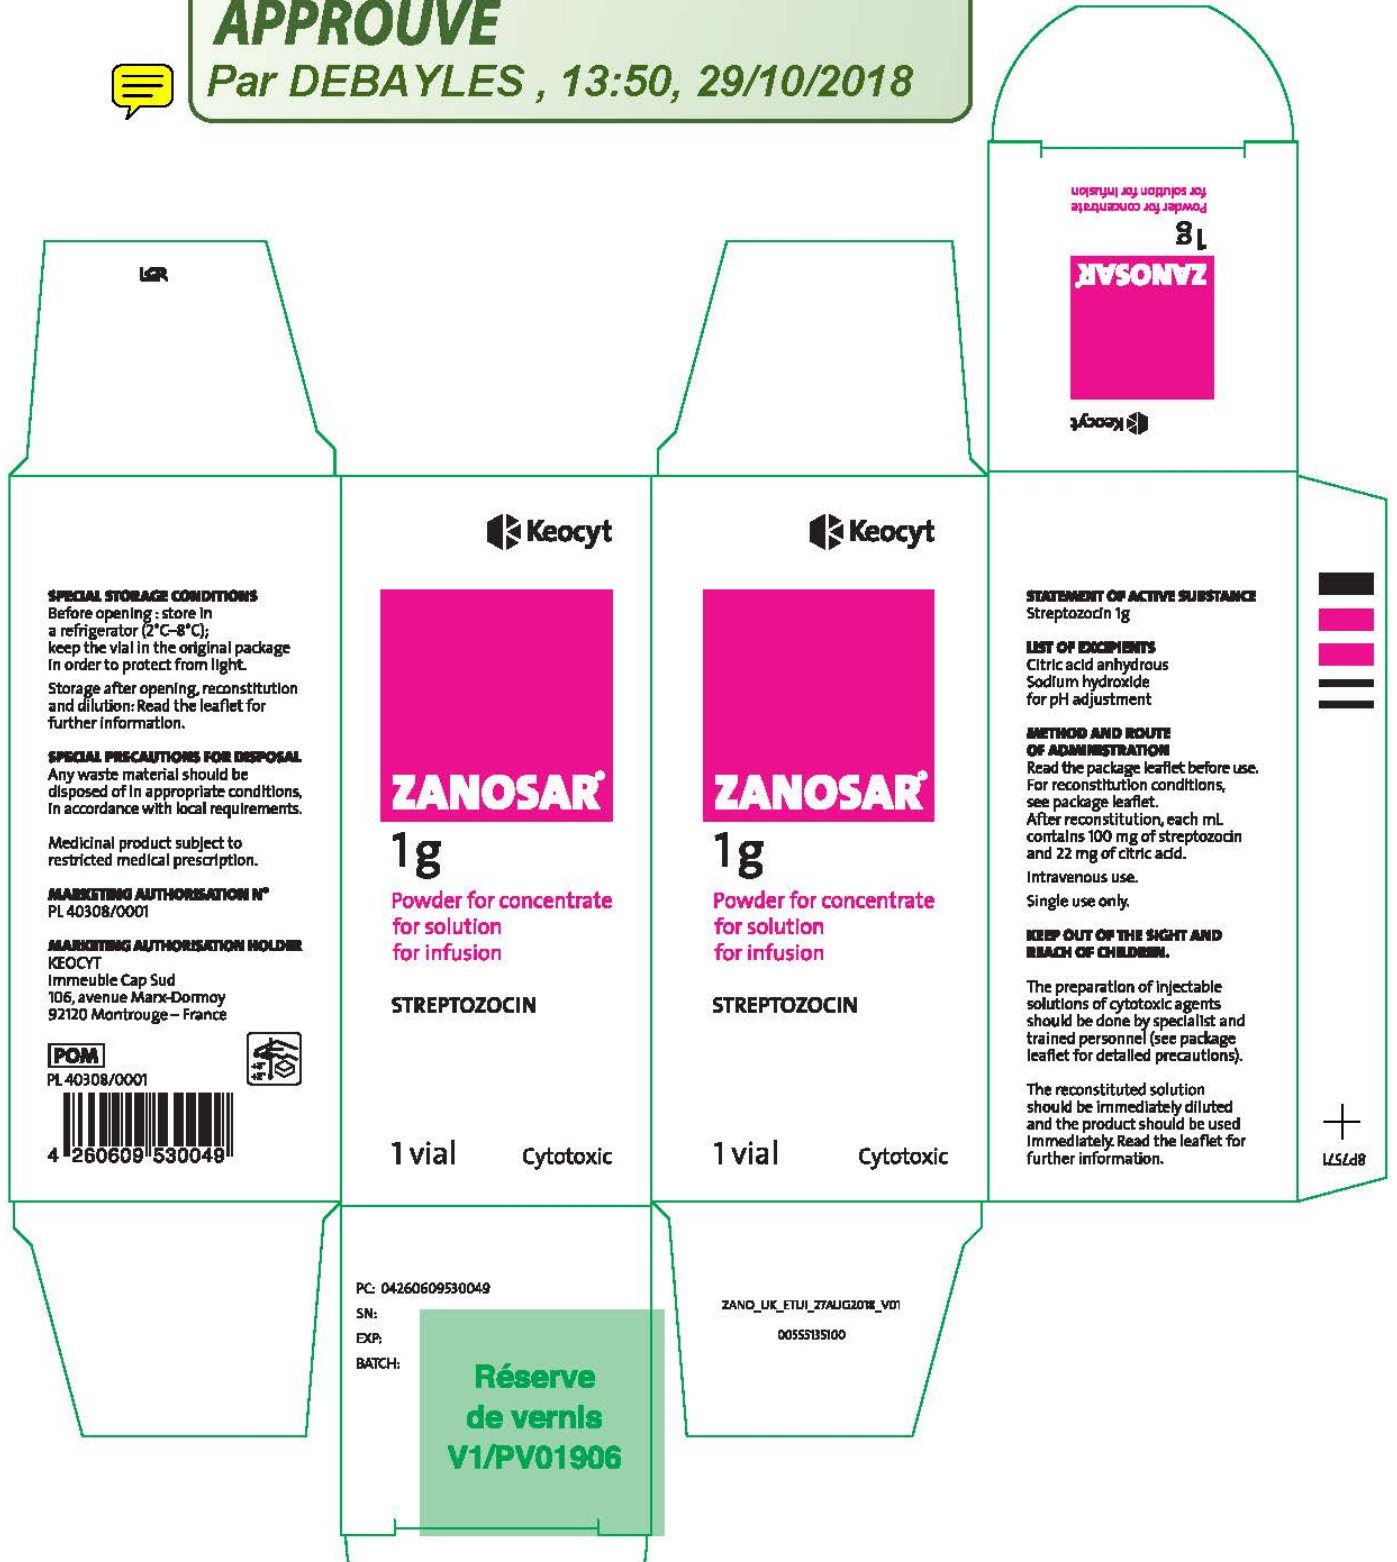 APPROUVÉ
Par DEBAYLES , 13:50, 29/10/2018
Powder for concentrate
for solution for infusion
1g
ZANOSAR®
Keocyt
LGR
SPECIAL STORAGE CONDITIONS
Before opening : store in
a refrigerator (2°C–8°C);
keep the vial in the original package
in order to protect from light.
Storage after opening, reconstitution
and dilution: Read the leaflet for
further information.
SPECIAL PRECAUTIONS FOR DISPOSAL
Any waste material should be
disposed of in appropriate conditions,
in accordance with local requirements.
Medicinal product subject to
restricted medical prescription.
MARKETING AUTHORISATION N°
PL 40308/0001
MARKETING AUTHORISATION HOLDER
KEOCYT
Immeuble Cap Sud
106, avenue Marx-Dormoy
92120 Montrouge – France
POM
PL 40308/0001
4 260609 530049
Keocyt
ZANOSAR®
1g
Powder for concentrate
for solution
for infusion
STREPTOZOCIN
1 vial Cytotoxic
Keocyt
ZANOSAR®
1g
Powder for concentrate
for solution
for infusion
STREPTOZOCIN
1 vial Cytotoxic
STATEMENT OF ACTIVE SUBSTANCE
Streptozocin 1g
LIST OF EXCIPIENTS
Citric acid anhydrous
Sodium hydroxide
for pH adjustment
METHOD AND ROUTE
OF ADMINISTRATION
Read the package leaflet before use.
For reconstitution conditions,
see package leaflet.
After reconstitution, each mL
contains 100 mg of streptozocin
and 22 mg of citric acid.
Intravenous use.
Single use only.
KEEP OUT OF THE SIGHT AND
REACH OF CHILDREN.
The preparation of injectable
solutions of cytotoxic agents
should be done by specialist and
trained personnel (see package
leaflet for detailed precautions).
The reconstituted solution
should be immediately diluted
and the product should be used
immediately. Read the leaflet for
further information.
8P7571
PC: 04260609530049
SN:
EXP:
BATCH:
Réserve
de vernis
V1/PV01906
ZANO_UK_ETUI_27AUG2018_V01
0055135100